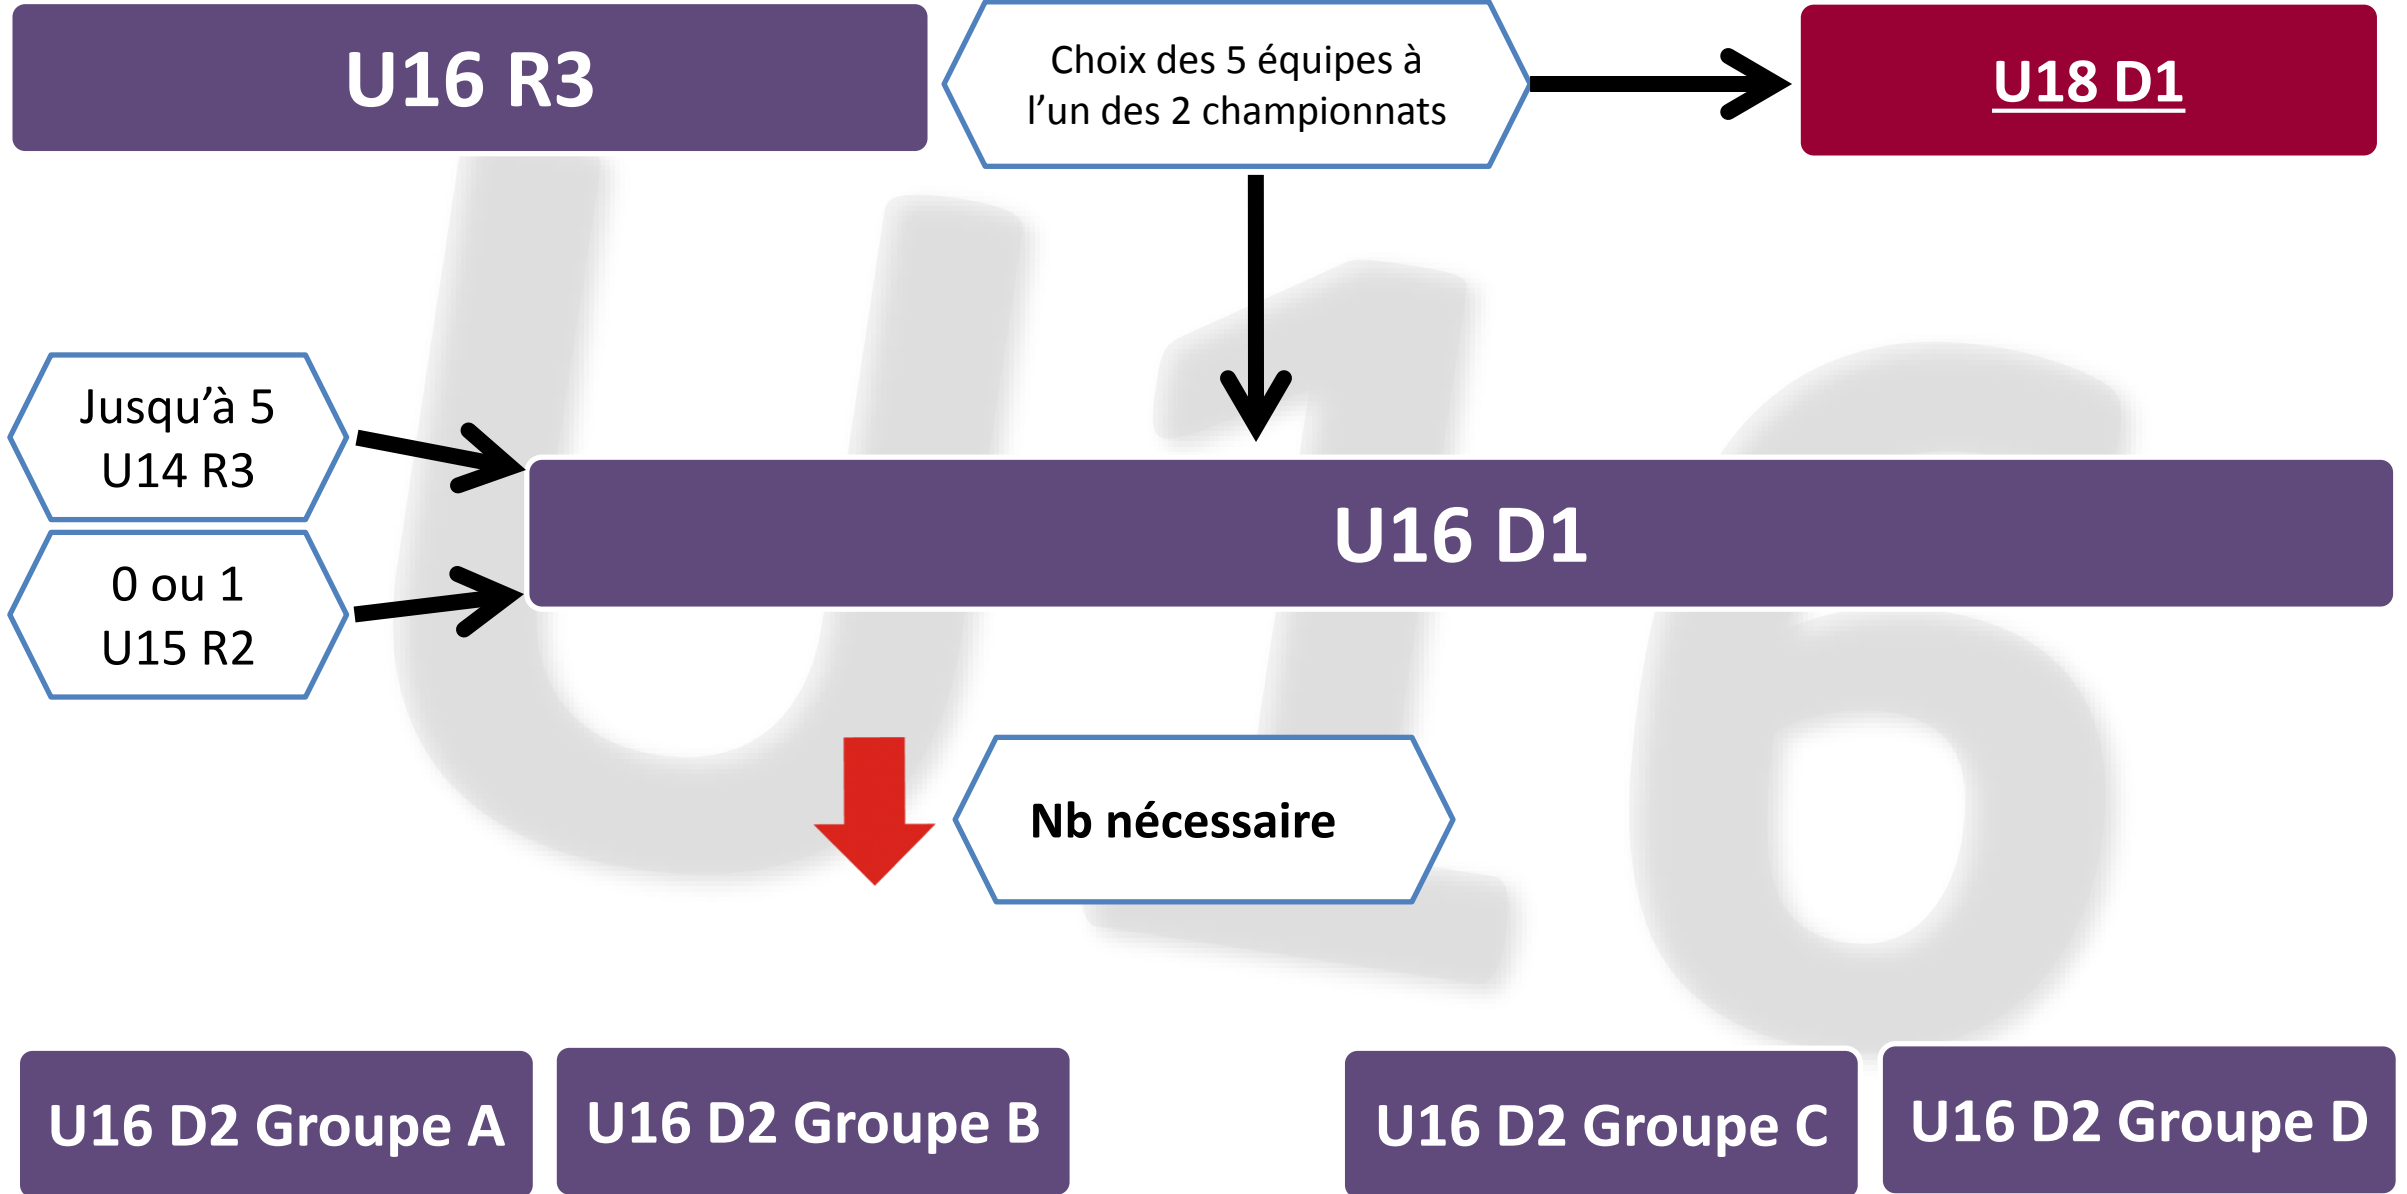 U16 R3
Choix des 5 équipes à
l’un des 2 championnats
U18 D1
Jusqu’à 5
U14 R3
U16 D1
0 ou 1
U15 R2
Nb nécessaire
U16 D2 Groupe A
U16 D2 Groupe B
U16 D2 Groupe C
U16 D2 Groupe D
U16